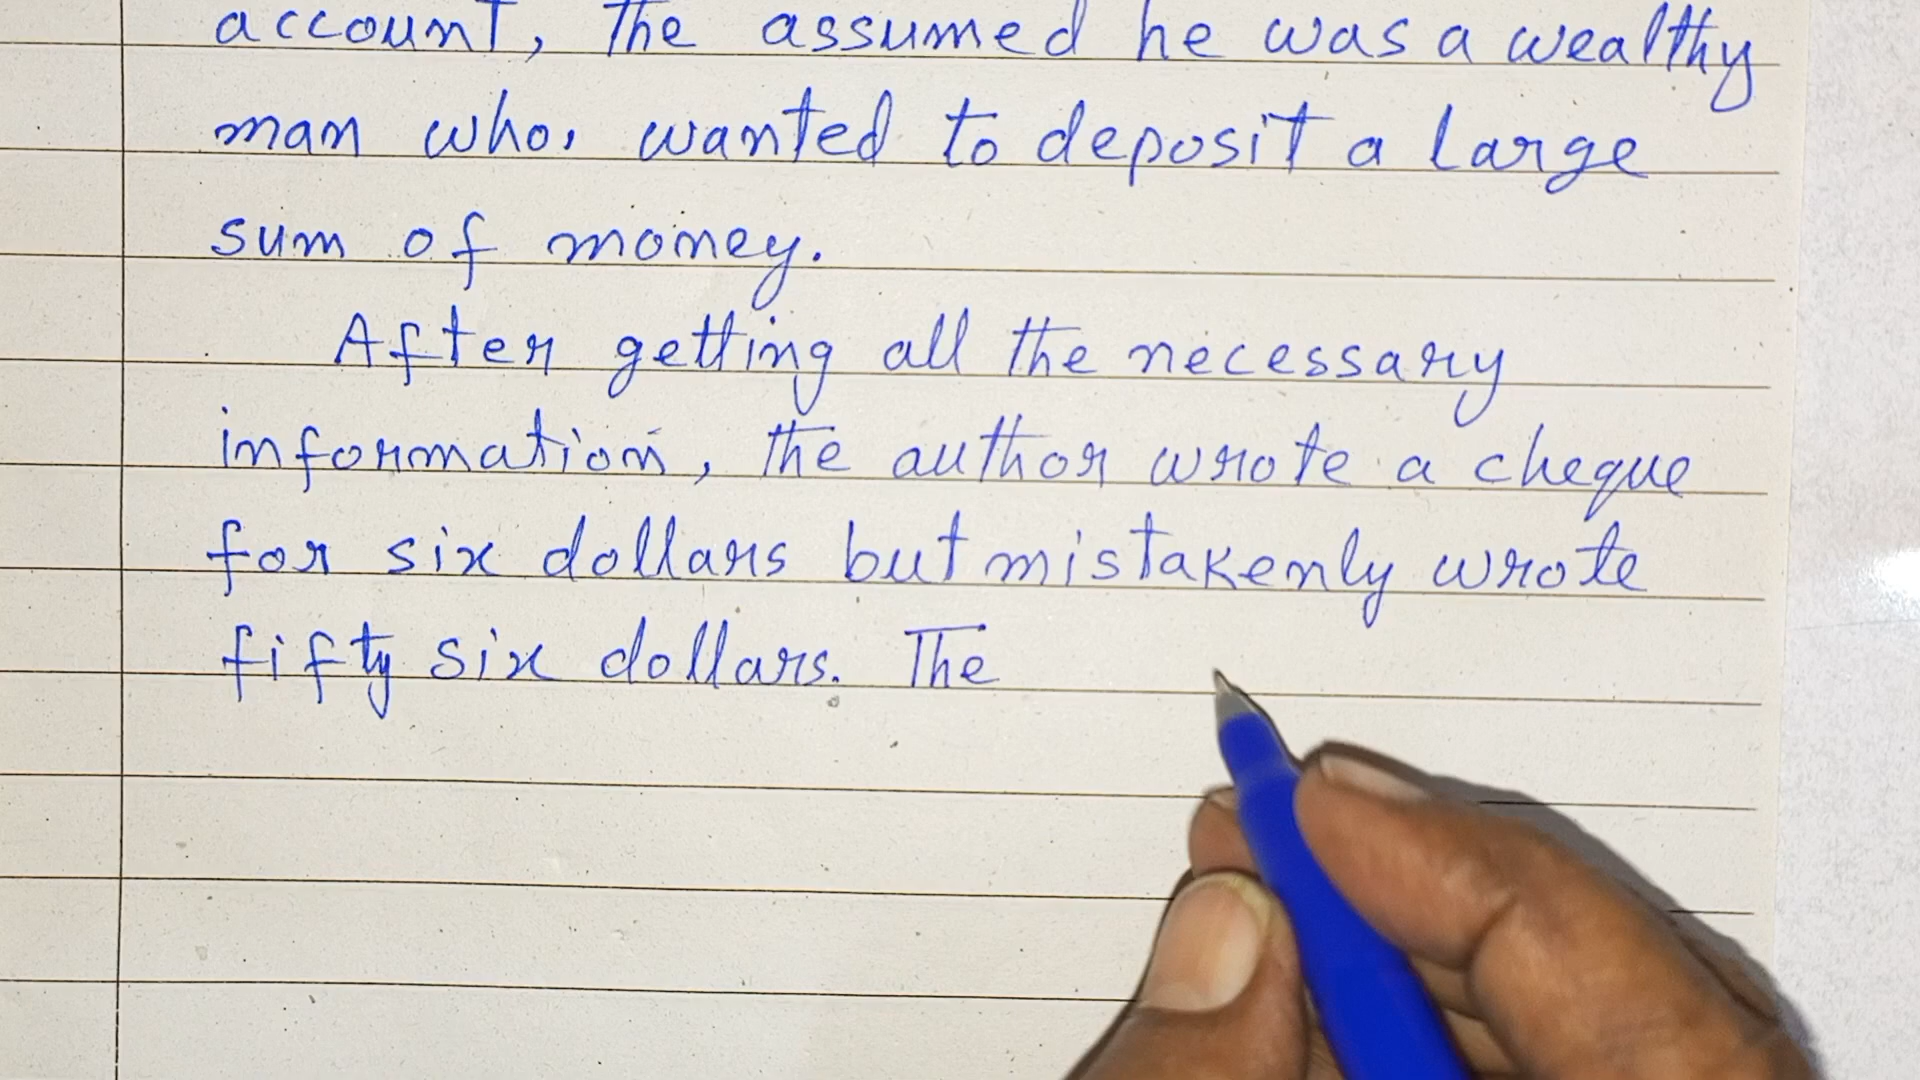 account, the assumed he was a wealthy
man who, wanted to deposit a large
sum of money.
After getting all the necessary
information, the author wrote a cheque
for six dollars but mistakenly wrote
fifty six dollars. The